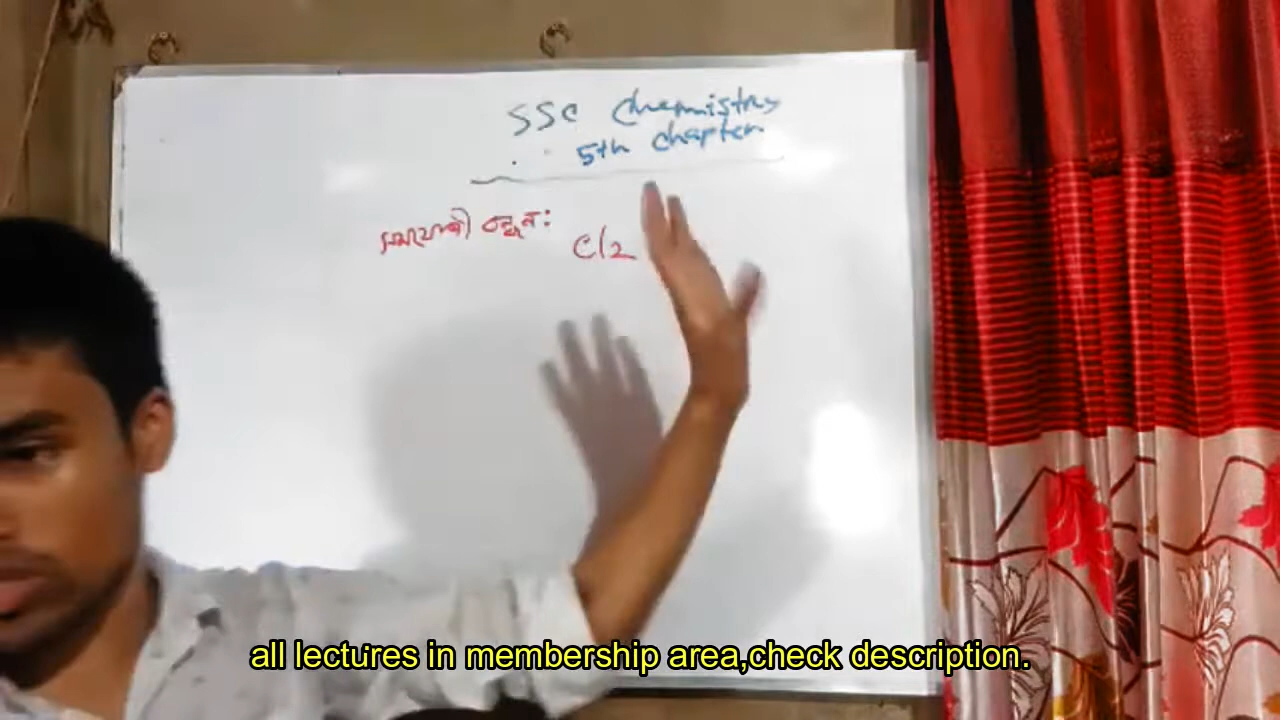 SSC Chemistry
5th chapter
সমযোজী বন্ধন: Cl2
all lectures in membership area,check description.